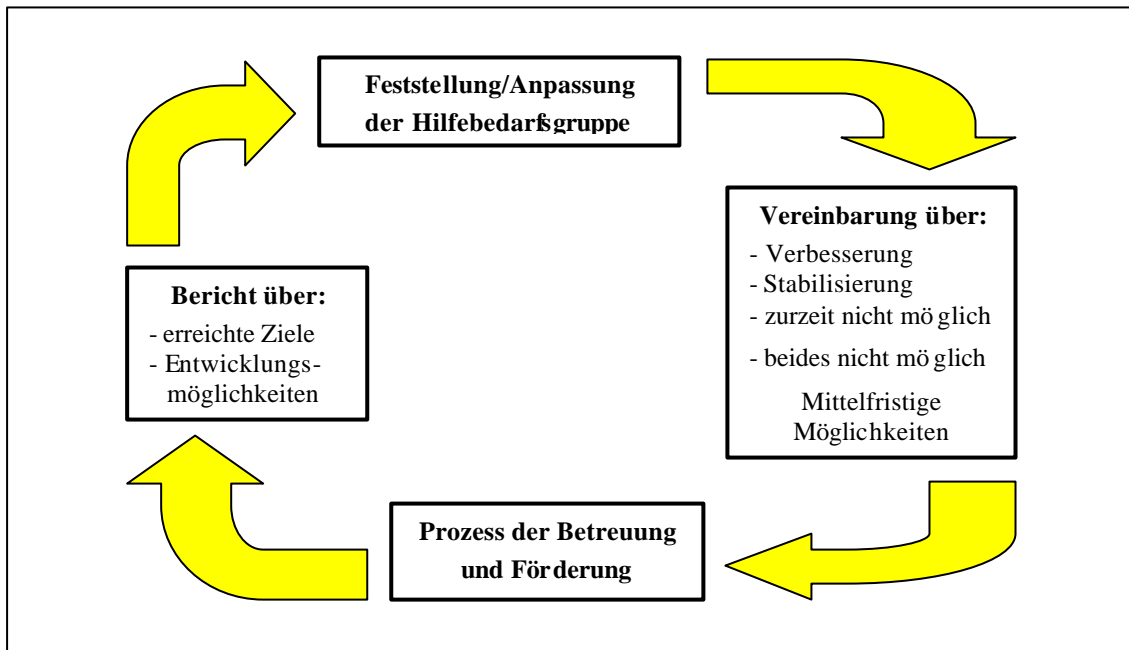 Feststellung/Anpassung
der Hilfebedarfsgruppe
Vereinbarung über:
- Verbesserung
- Stabilisierung
- zurzeit nicht möglich
- beides nicht möglich
Mittelfristige
Möglichkeiten
Bericht über:
- erreichte Ziele
- Entwicklungs-
möglichkeiten
Prozess der Betreuung
und Förderung